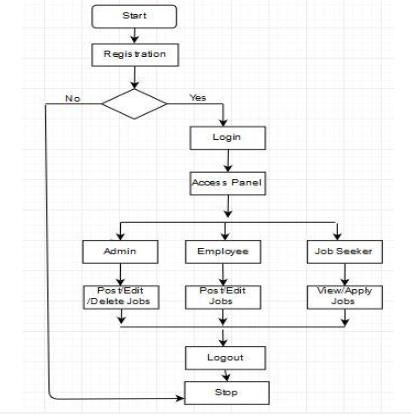 Start
Registration
No
Yes
Login
Access Panel
Admin
Employee
Job Seeker
Post/Edit
/Delete Jobs
Post/Edit
Jobs
View/Apply
Jobs
Logout
Stop